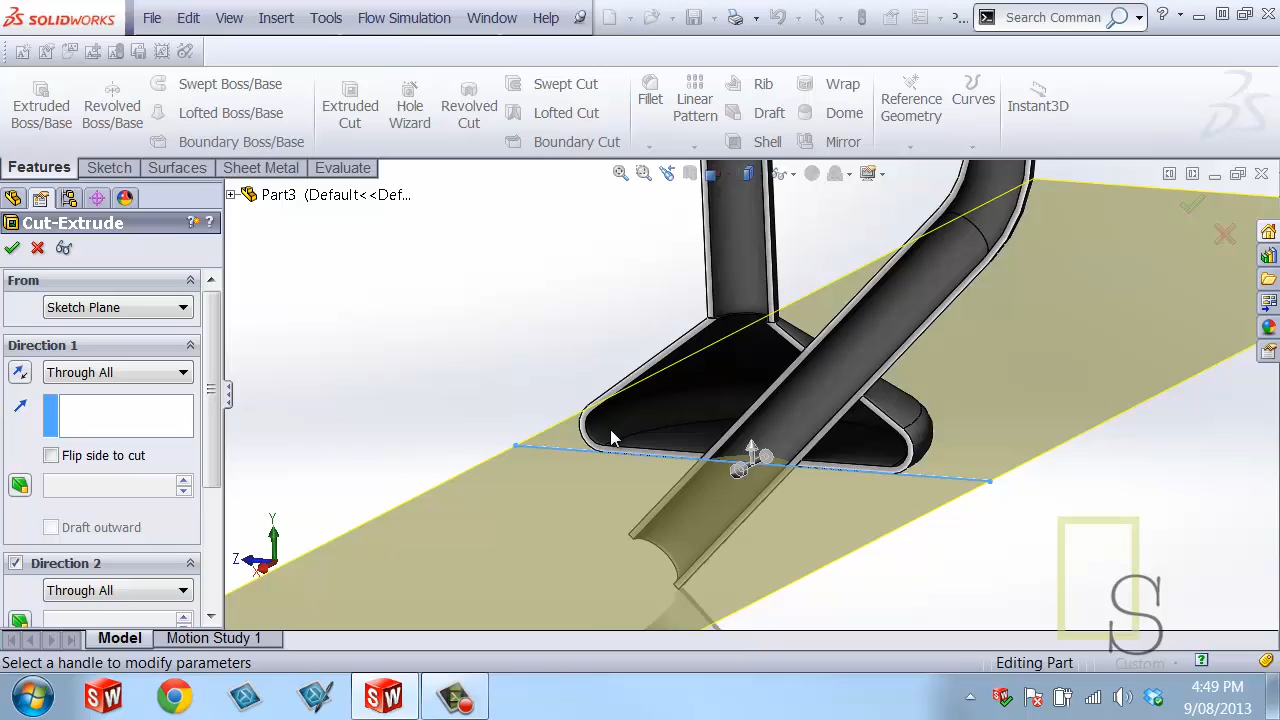 SOLIDWORKS File Edit View Insert Tools Flow Simulation Window Help Search Comman
Extruded Boss/Base
Revolved Boss/Base
Swept Boss/Base
Lofted Boss/Base
Boundary Boss/Base
Extruded Cut
Hole Wizard
Revolved Cut
Swept Cut
Lofted Cut
Boundary Cut
Fillet
Linear Pattern
Rib
Draft
Shell
Wrap
Dome
Mirror
Reference Geometry
Curves
Instant3D
Features Sketch Surfaces Sheet Metal Evaluate
Part3 (Default<<Def...
Cut-Extrude
From
Sketch Plane
Direction 1
Through All
Flip side to cut
Draft outward
Direction 2
Through All
Y
Z
X
S
Custom
Model Motion Study 1
Select a handle to modify parameters Editing Part
4:49 PM
9/08/2013